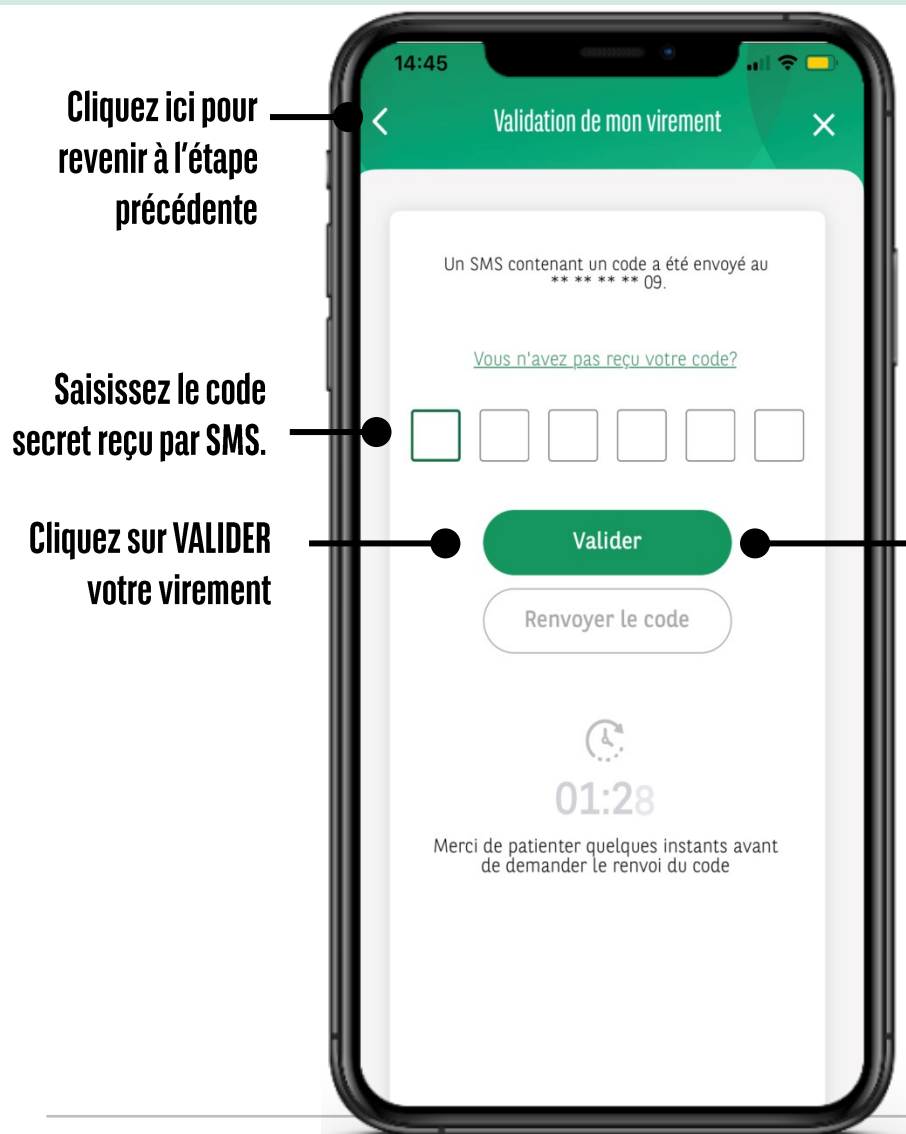 14:45
Validation de mon virement
Cliquez ici pour
revenir à l'étape
précédente
Un SMS contenant un code a été envoyé au
** ** ** ** 09.
Vous n'avez pas reçu votre code?
Saisissez le code
secret reçu par SMS.
Cliquez sur VALIDER
votre virement
Valider
Renvoyer le code
01:28
Merci de patienter quelques instants avant
de demander le renvoi du code